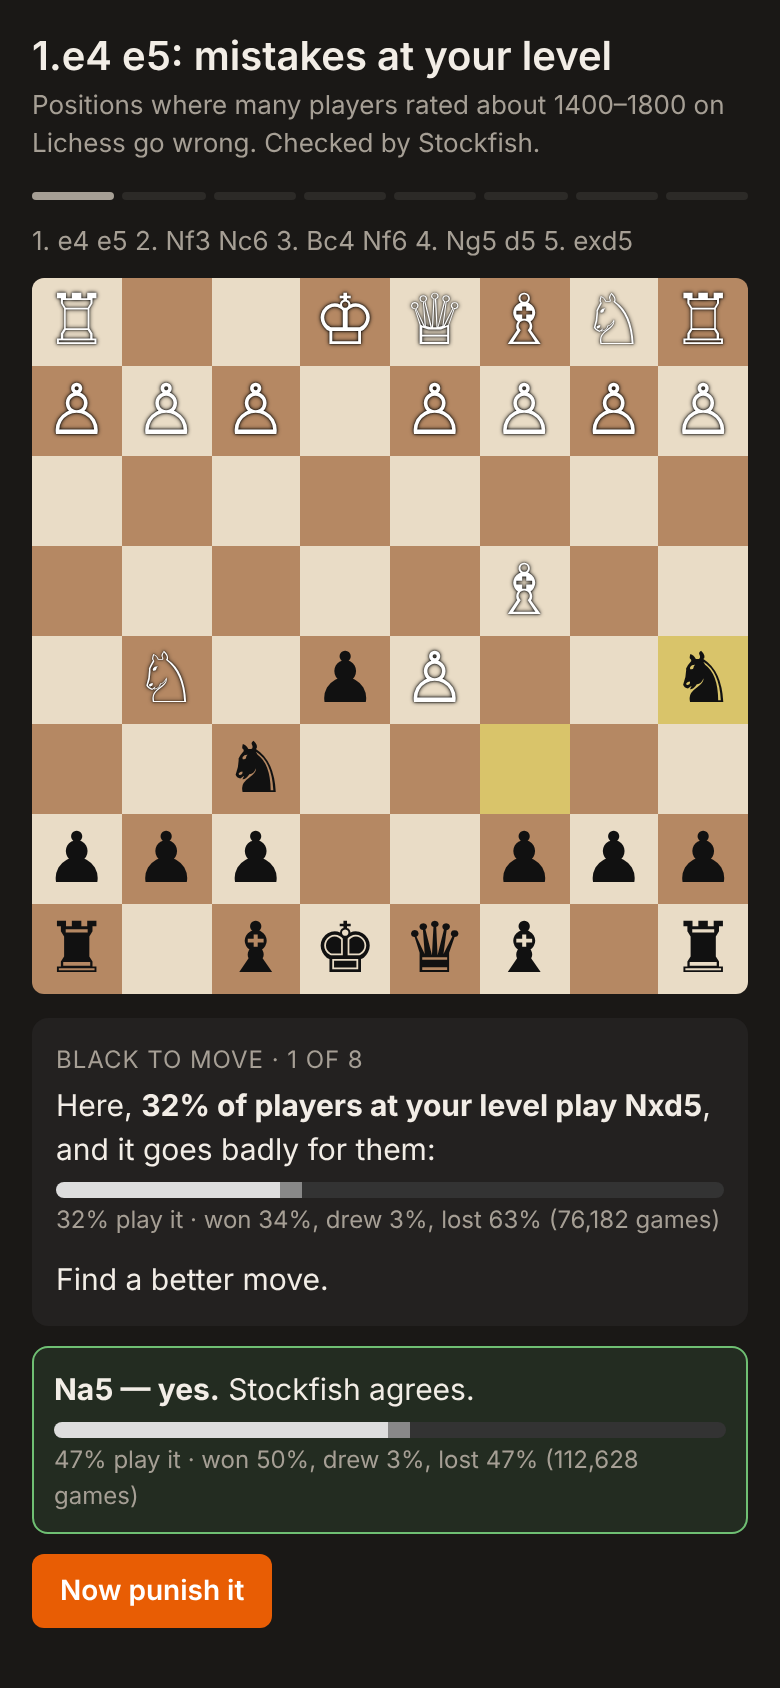 1.e4 e5: mistakes at your level
Positions where many players rated about 1400–1800 on
Lichess go wrong. Checked by Stockfish.
1. e4 e5 2. Nf3 Nc6 3. Bc4 Nf6 4. Ng5 d5 5. exd5
BLACK TO MOVE · 1 OF 8
Here, 32% of players at your level play Nxd5,
and it goes badly for them:
32% play it · won 34%, drew 3%, lost 63% (76,182 games)
Find a better move.
Na5 — yes. Stockfish agrees.
47% play it · won 50%, drew 3%, lost 47% (112,628
games)
Now punish it